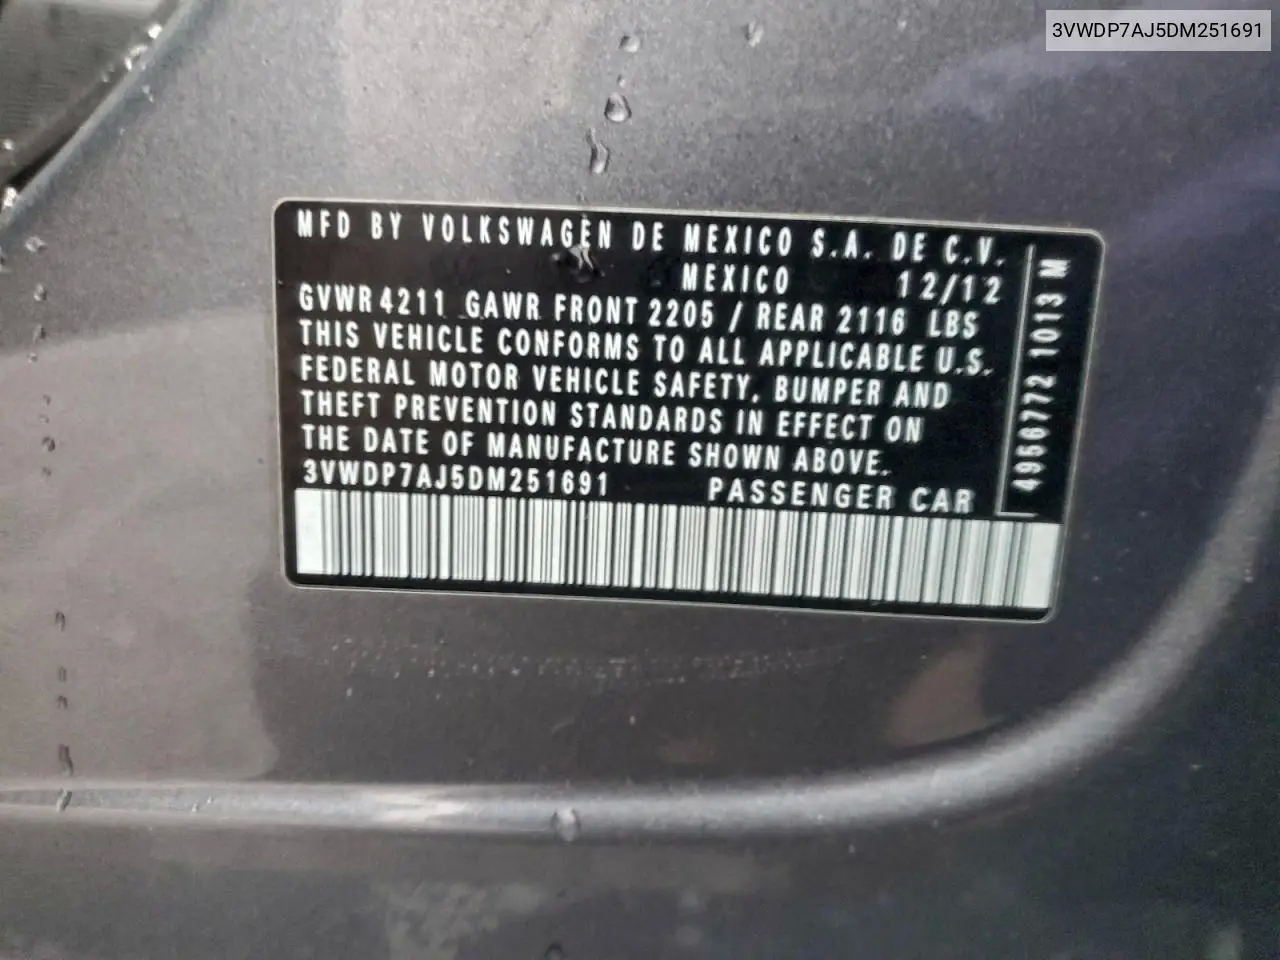 3VWDP7AJ5DM251691
MFD BY VOLKSWAGEN DE MEXICO S.A. DE C.V.
MEXICO 12/12
GVWR 4211 GAWR FRONT 2205 / REAR 2116 LBS
THIS VEHICLE CONFORMS TO ALL APPLICABLE U.S.
FEDERAL MOTOR VEHICLE SAFETY, BUMPER AND
THEFT PREVENTION STANDARDS IN EFFECT ON
THE DATE OF MANUFACTURE SHOWN ABOVE.
3VWDP7AJ5DM251691 PASSENGER CAR
4956772 1013 M